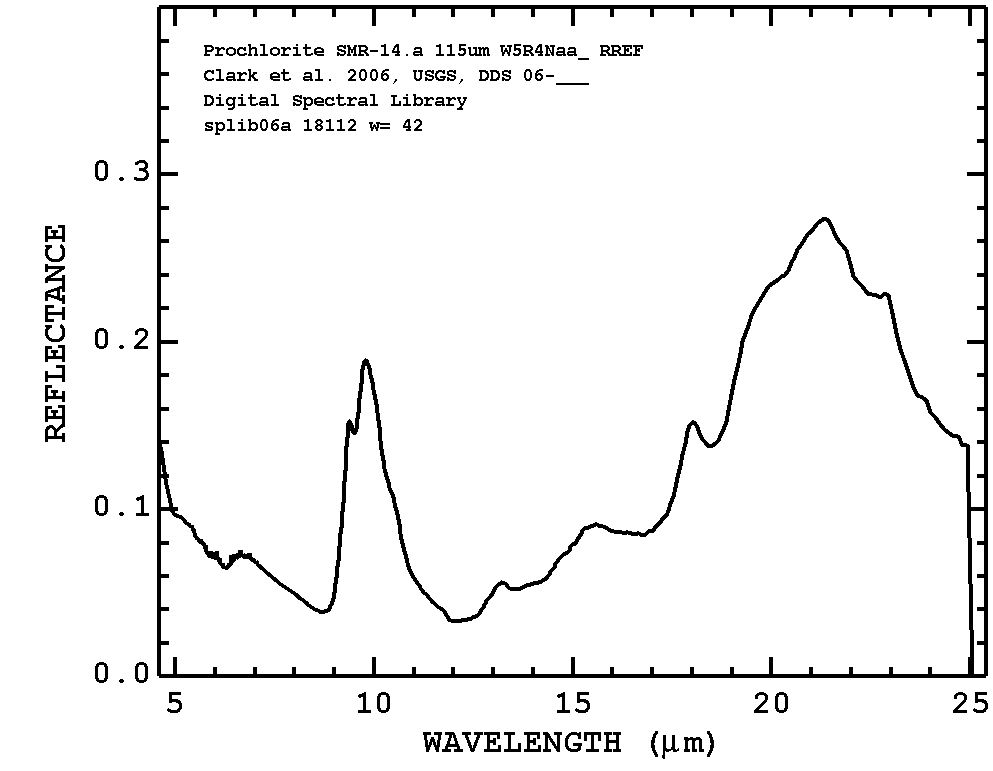 Prochlorite SMR-14.a 115um W5R4Naa_ RREF
Clark et al. 2006, USGS, DDS 06-___
Digital Spectral Library
splib06a 18112 w= 42
0.3
0.2
0.1
0.0
REFLECTANCE
5 10 15 20 25
WAVELENGTH (μm)